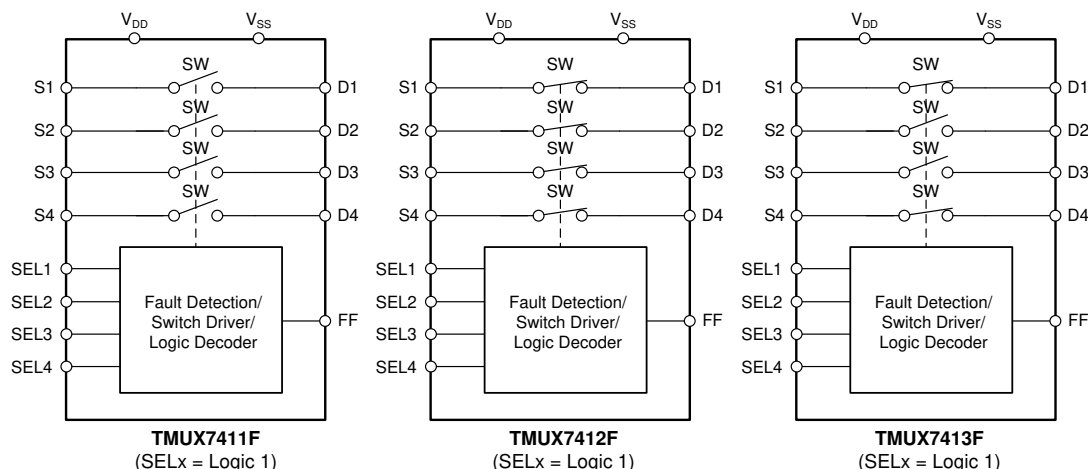 VDD VSS
SW
S1 D1
SW
S2 D2
SW
S3 D3
SW
S4 D4
SEL1
SEL2
SEL3
SEL4
Fault Detection/
Switch Driver/
Logic Decoder
FF
TMUX7411F
(SELx = Logic 1)
VDD VSS
SW
S1 D1
SW
S2 D2
SW
S3 D3
SW
S4 D4
SEL1
SEL2
SEL3
SEL4
Fault Detection/
Switch Driver/
Logic Decoder
FF
TMUX7412F
(SELx = Logic 1)
VDD VSS
SW
S1 D1
SW
S2 D2
SW
S3 D3
SW
S4 D4
SEL1
SEL2
SEL3
SEL4
Fault Detection/
Switch Driver/
Logic Decoder
FF
TMUX7413F
(SELx = Logic 1)